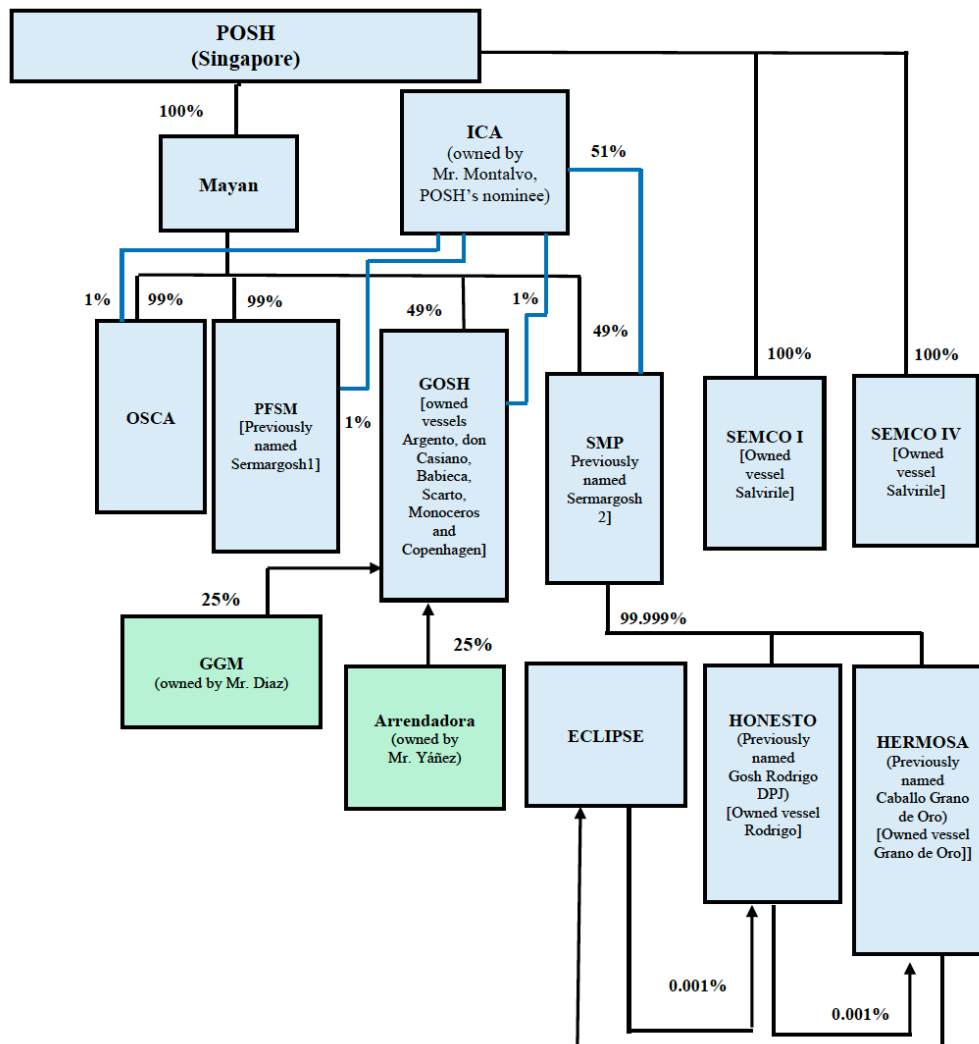 POSH
(Singapore)
100%
ICA
(owned by
Mr. Montalvo,
POSH's nominee)
51%
Mayan
1%
99%
99%
49%
1%
49%
100%
100%
OSCA
PFSM
[Previously
named
Sermargosh1]
1%
GOSH
[owned
vessels
Argento, don
Casiano,
Babieca,
Scarto,
Monoceros
and
Copenhagen]
SMP
Previously
named
Sermargosh
2]
SEMCO I
[Owned
vessel
Salvirile]
SEMCO IV
[Owned
vessel
Salvirile]
25%
GGM
(owned by Mr. Diaz)
25%
Arrendadora
(owned by
Mr. Yáñez)
99.999%
ECLIPSE
HONESTO
(Previously
named
Gosh Rodrigo
DPJ)
[Owned vessel
Rodrigo]
HERMOSA
(Previously
named
Caballo Grano
de Oro)
[Owned vessel
Grano de Oro]]
0.001%
0.001%